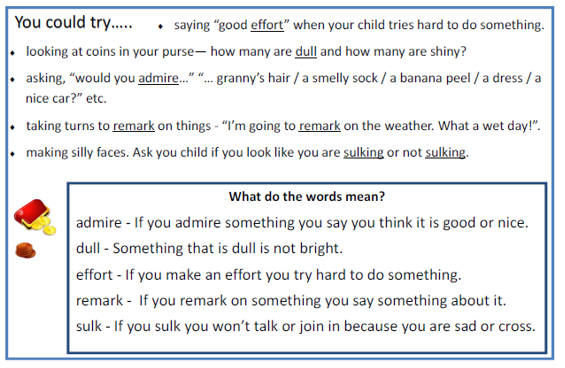 You could try….. ⬩ saying “good effort” when your child tries hard to do something.
⬩ looking at coins in your purse— how many are dull and how many are shiny?
⬩ asking, “would you admire…” “… granny’s hair / a smelly sock / a banana peel / a dress / a
nice car?” etc.
⬩ taking turns to remark on things - “I’m going to remark on the weather. What a wet day!”.
⬩ making silly faces. Ask you child if you look like you are sulking or not sulking.
What do the words mean?
admire - If you admire something you say you think it is good or nice.
dull - Something that is dull is not bright.
effort - If you make an effort you try hard to do something.
remark -  If you remark on something you say something about it.
sulk - If you sulk you won’t talk or join in because you are sad or cross.